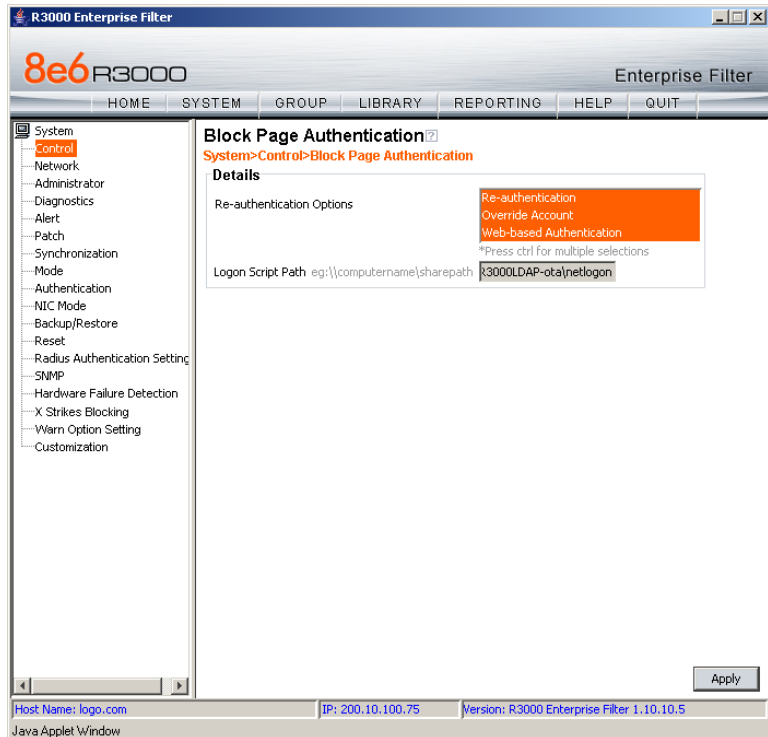 R3000 Enterprise Filter
8e6 R3000
Enterprise Filter
HOME SYSTEM GROUP LIBRARY REPORTING HELP QUIT
System
Control
Network
Administrator
Diagnostics
Alert
Patch
Synchronization
Mode
Authentication
NIC Mode
Backup/Restore
Reset
Radius Authentication Setting
SNMP
Hardware Failure Detection
X Strikes Blocking
Warn Option Setting
Customization
Block Page Authentication ?
System>Control>Block Page Authentication
Details
Re-authentication Options
Re-authentication
Override Account
Web-based Authentication
*Press ctrl for multiple selections
Logon Script Path eg:\\computername\sharepath R3000LDAP-ota\netlogon
Apply
Host Name: logo.com IP: 200.10.100.75 Version: R3000 Enterprise Filter 1.10.10.5
Java Applet Window